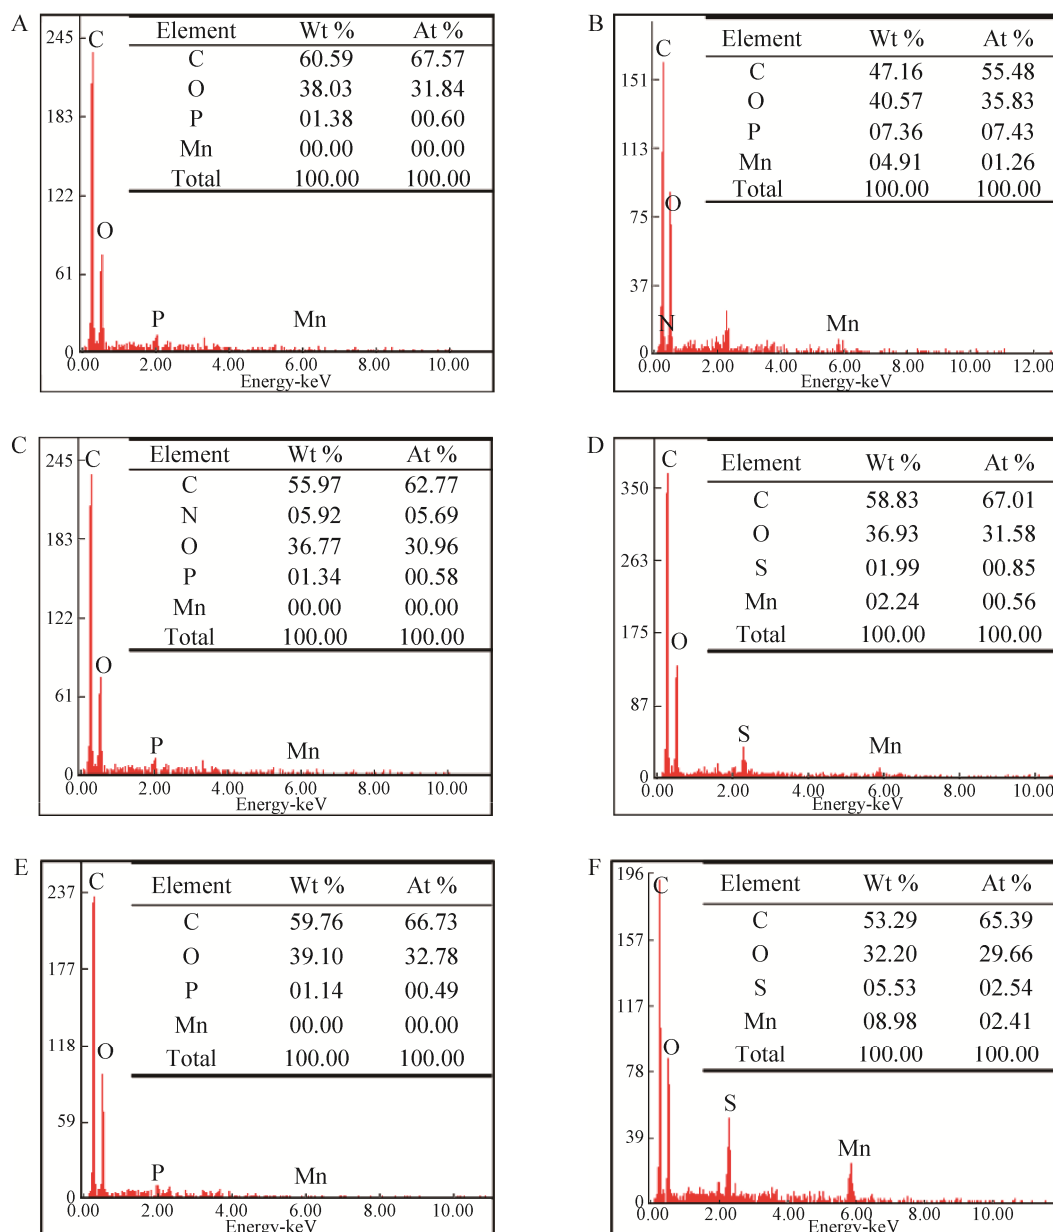 A
245
183
122
61
0
C
O
P
Mn
0.00 2.00 4.00 6.00 8.00 10.00
Energy-keV
Element Wt % At %
C 60.59 67.57
O 38.03 31.84
P 01.38 00.60
Mn 00.00 00.00
Total 100.00 100.00
B
151
113
75
37
0
C
O
N
Mn
0.00 2.00 4.00 6.00 8.00 10.00 12.00
Energy-keV
Element Wt % At %
C 47.16 55.48
O 40.57 35.83
P 07.36 07.43
Mn 04.91 01.26
Total 100.00 100.00
C
245
183
122
61
0
C
O
P
Mn
0.00 2.00 4.00 6.00 8.00 10.00
Energy-keV
Element Wt % At %
C 55.97 62.77
N 05.92 05.69
O 36.77 30.96
P 01.34 00.58
Mn 00.00 00.00
Total 100.00 100.00
D
350
263
175
87
0
C
O
S
Mn
0.00 2.00 4.00 6.00 8.00 10.00
Energy-keV
Element Wt % At %
C 58.83 67.01
O 36.93 31.58
S 01.99 00.85
Mn 02.24 00.56
Total 100.00 100.00
E
237
177
118
59
0
C
O
P
Mn
0.00 2.00 4.00 6.00 8.00 10.00
Energy-keV
Element Wt % At %
C 59.76 66.73
O 39.10 32.78
P 01.14 00.49
Mn 00.00 00.00
Total 100.00 100.00
F
196
157
117
78
39
0
C
O
S
Mn
0.00 2.00 4.00 6.00 8.00 10.00
Energy-keV
Element Wt % At %
C 53.29 65.39
O 32.20 29.66
S 05.53 02.54
Mn 08.98 02.41
Total 100.00 100.00